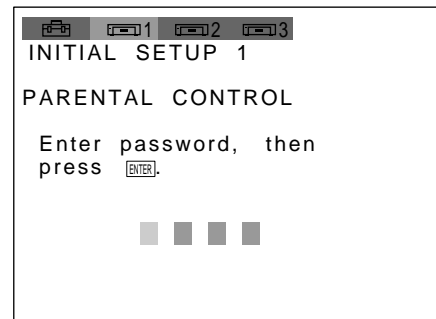 1 2 3
INITIAL SETUP 1
PARENTAL CONTROL
Enter password, then
press ENTER.